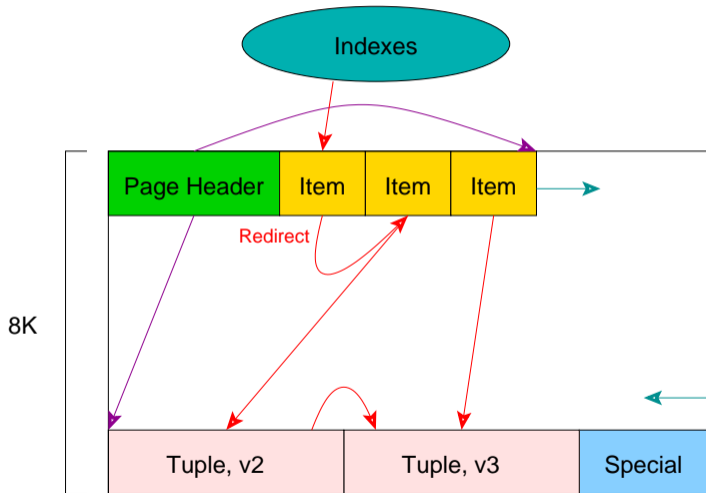 Indexes
Page Header
Item
Item
Item
Redirect
8K
Tuple, v2
Tuple, v3
Special